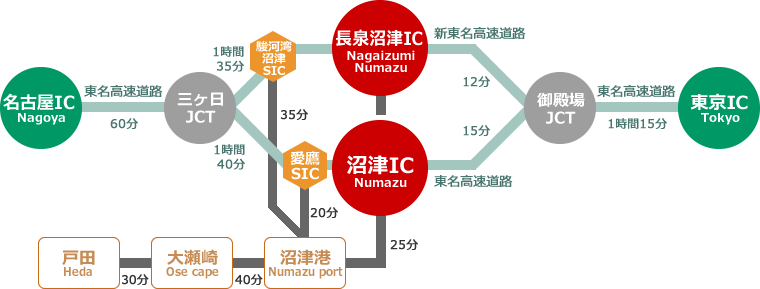 名古屋IC
Nagoya
東名高速道路
60分
三ヶ日
JCT
1時間
35分
駿河湾
沼津
SIC
長泉沼津IC
Nagaizumi
Numazu
新東名高速道路
12分
35分
1時間
40分
愛鷹
SIC
沼津IC
Numazu
15分
東名高速道路
御殿場
JCT
東名高速道路
1時間15分
東京IC
Tokyo
20分
25分
戸田
Heda
30分
大瀬崎
Ose cape
40分
沼津港
Numazu port